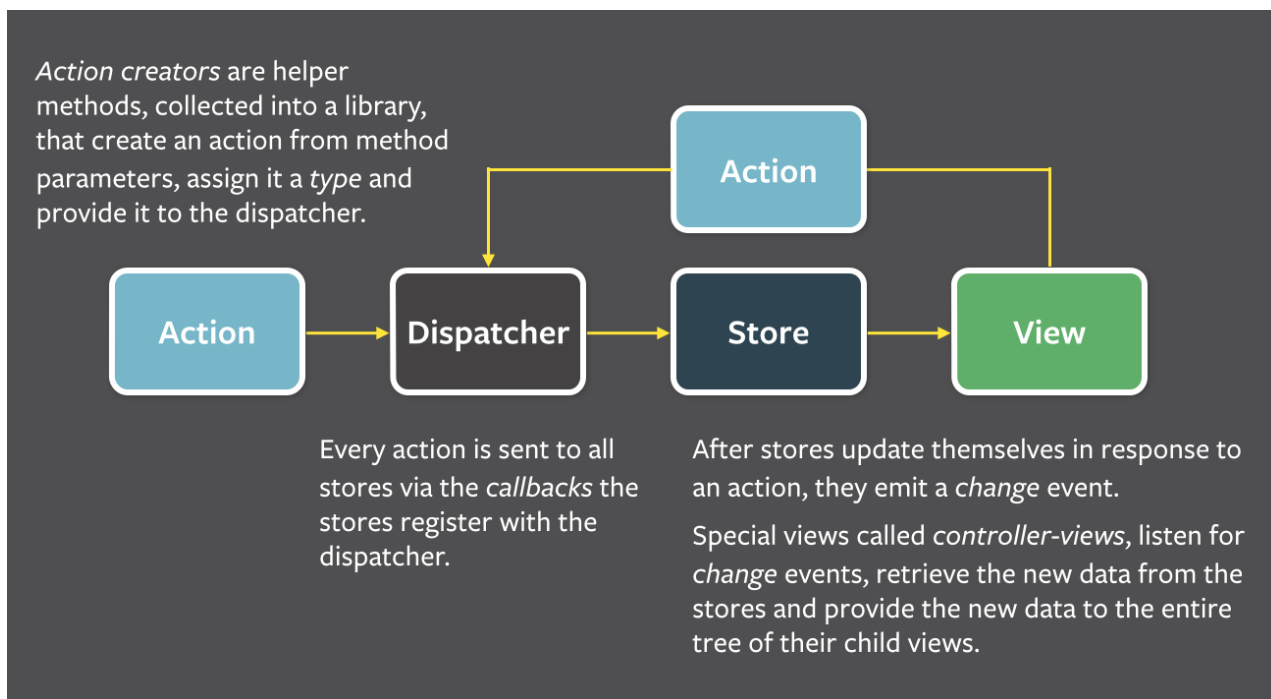 Action creators are helper
methods, collected into a library,
that create an action from method
parameters, assign it a type and
provide it to the dispatcher.
Action
Action
Dispatcher
Store
View
Every action is sent to all
stores via the callbacks the
stores register with the
dispatcher.
After stores update themselves in response to
an action, they emit a change event.
Special views called controller-views, listen for
change events, retrieve the new data from the
stores and provide the new data to the entire
tree of their child views.